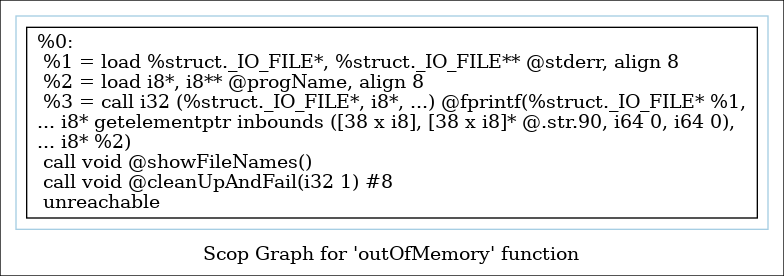 %0:
%1 = load %struct._IO_FILE*, %struct._IO_FILE** @stderr, align 8
%2 = load i8*, i8** @progName, align 8
%3 = call i32 (%struct._IO_FILE*, i8*, ...) @fprintf(%struct._IO_FILE* %1,
... i8* getelementptr inbounds ([38 x i8], [38 x i8]* @.str.90, i64 0, i64 0),
... i8* %2)
call void @showFileNames()
call void @cleanUpAndFail(i32 1) #8
unreachable
Scop Graph for 'outOfMemory' function